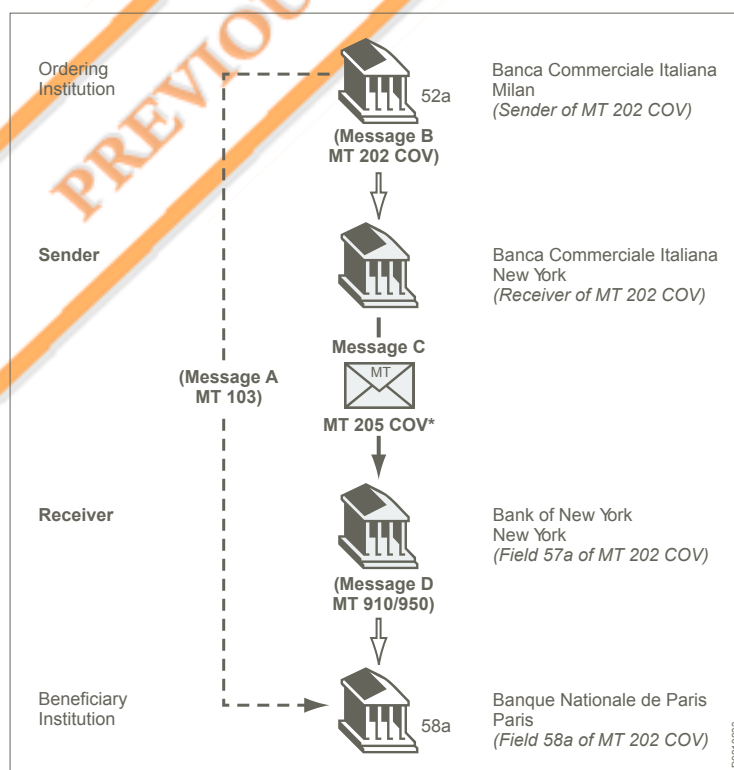 PREVIOU
Ordering
Institution
52a
Banca Commerciale Italiana
Milan
(Sender of MT 202 COV)
(Message B
MT 202 COV)
Sender
Banca Commerciale Italiana
New York
(Receiver of MT 202 COV)
(Message A
MT 103)
Message C
MT
MT 205 COV*
Receiver
Bank of New York
New York
(Field 57a of MT 202 COV)
(Message D
MT 910/950)
Beneficiary
Institution
58a
Banque Nationale de Paris
Paris
(Field 58a of MT 202 COV)